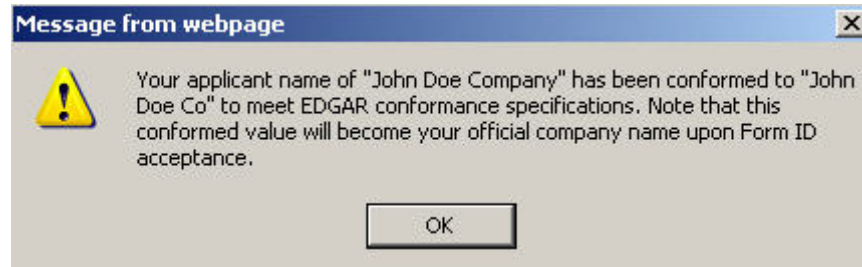 Message from webpage
Your applicant name of "John Doe Company" has been conformed to "John
Doe Co" to meet EDGAR conformance specifications. Note that this
conformed value will become your official company name upon Form ID
acceptance.
OK